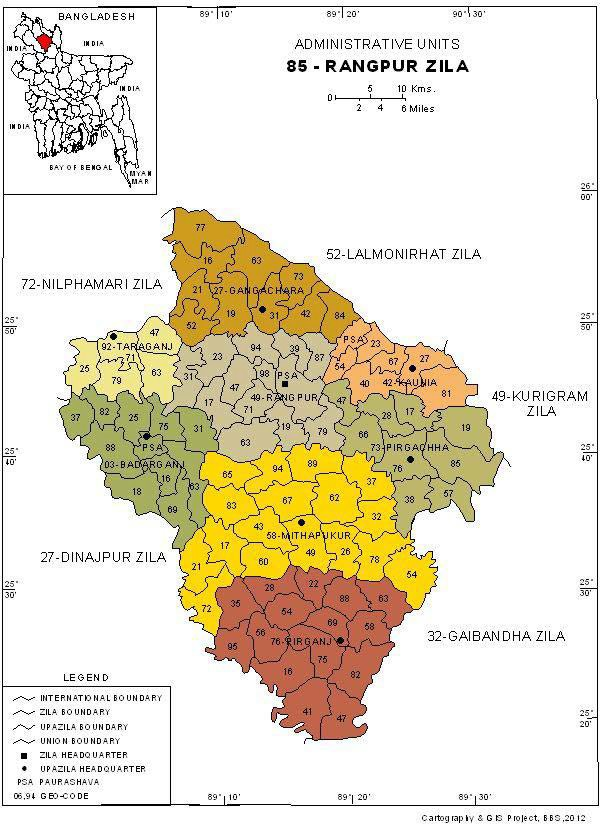 89° 10'
89° 20'
90° 30'
BANGLADESH
INDIA
INDIA
INDIA
INDIA
BAY OF BENGAL
MYAN
MAR
ADMINISTRATIVE UNITS
85 - RANGPUR ZILA
5 10 Kms.
0
2 4 6 Miles
26°
00'
52-LALMONIRHAT ZILA
72-NILPHAMARI ZILA
77
16 63
73
21 27-GANGACHARA
19 31 42 84
52
25°
50'
47
92-TARAGANJ
71
25 79 63
PSA 23
67 27
54
40 42-KAUNIA
81
49-KURIGRAM
ZILA
94 39
23 87
31 98 PSA
47
49-RANGPUR
17 71
19 79
63
37 82 25 75 31
PSA
88
03-BADARGANJ
16 63
18
69
47 28 17 19
66
73-PIRGACHHA
76 85
38 57
25°
40'
65 94 89
37
83 67 62
32
43
58-MITHAPUKUR
17 49 26
60 78
21 54
72
27-DINAJPUR ZILA
25°
30'
28 22
35 88 63
54
69 58
56 76-PIRGANJ
95
75
16 82
41 47
32-GAIBANDHA ZILA
25°
20'
LEGEND
INTERNATIONAL BOUNDARY
ZILA BOUNDARY
UPAZILA BOUNDARY
UNION BOUNDARY
ZILA HEADQUARTER
UPAZILA HEADQUARTER
PSA PAURASHAVA
06,94 GEO-CODE
89° 10'
89° 20'
89° 30'
Cartography & GIS Project, BBS,2012